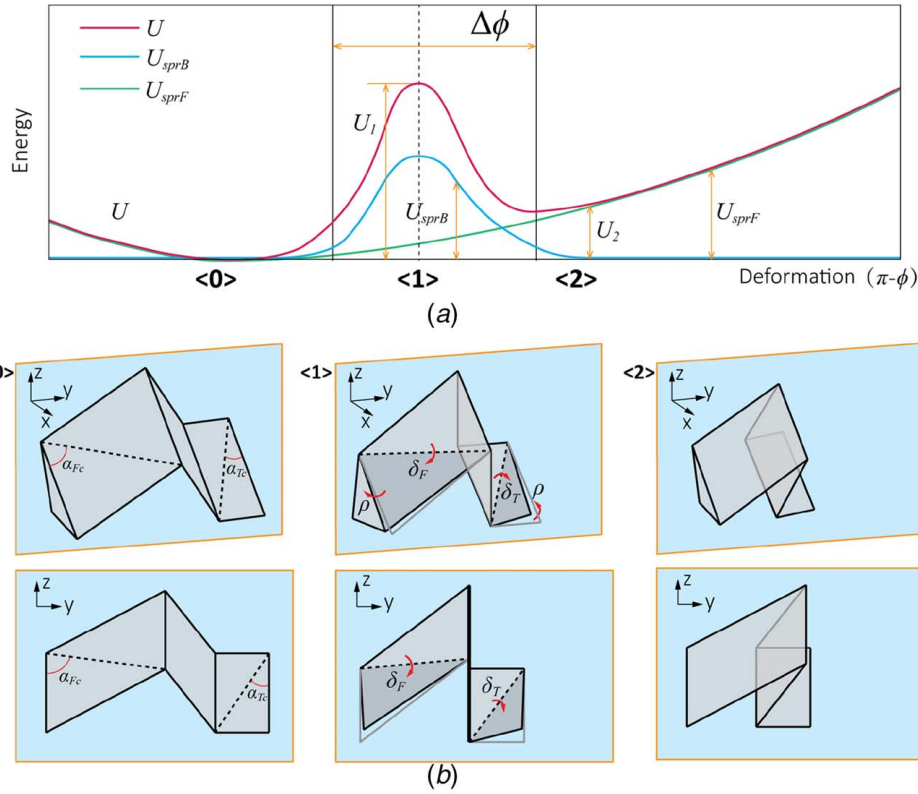 U
U_sprB
U_sprF
Energy
Δϕ
U
U_1
U_sprB
U_2
U_sprF
<0> <1> <2> Deformation (π-ϕ)
(a)
0> <1> <2>
z y x α_Fc α_Tc
z y x ρ δ_F δ_T ρ
z y x
z y α_Fc α_Tc
z y δ_F δ_T
z y
(b)